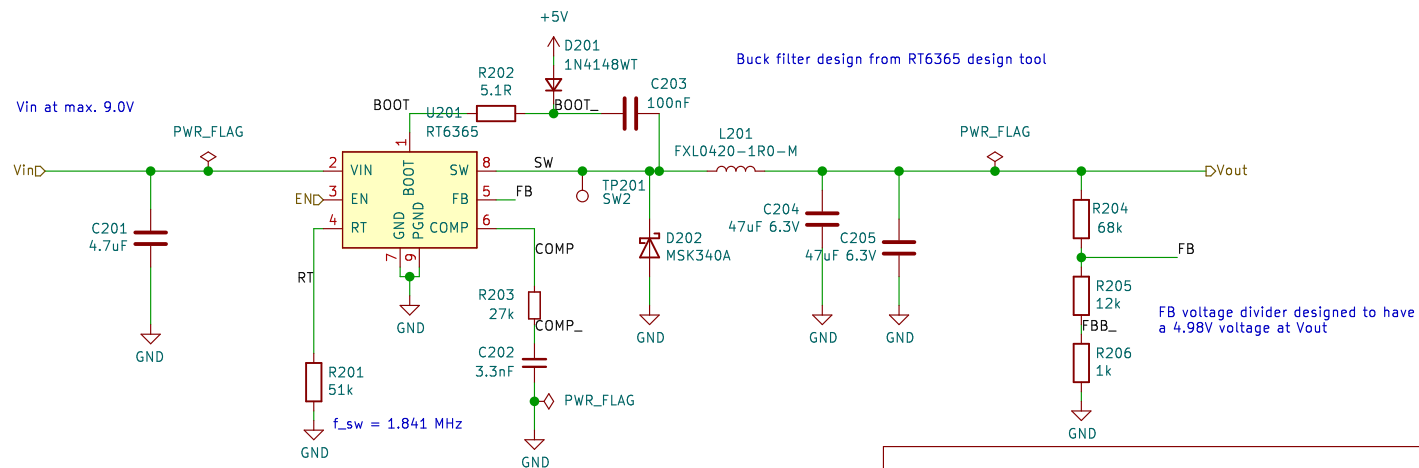 +5V
D201
1N4148WT
Buck filter design from RT6365 design tool
R202
5.1R
C203
100nF
Vin at max. 9.0V
BOOT
U201
RT6365
BOOT_
PWR_FLAG
1
L201
FXL0420-1R0-M
PWR_FLAG
Vin
2
VIN
BOOT
SW
8
SW
Vout
EN
3
EN
FB
5
FB
TP201
SW2
4
RT
GND
PGND
COMP
6
C204
47uF 6.3V
R204
68k
C201
4.7uF
7
9
COMP
D202
MSK340A
C205
47uF 6.3V
FB
RT
R203
27k
R205
12k
FB voltage divider designed to have
a 4.98V voltage at Vout
GND
COMP_
GND
GND
GND
FBB_
GND
C202
3.3nF
R206
1k
R201
51k
PWR_FLAG
f_sw = 1.841 MHz
GND
GND
GND